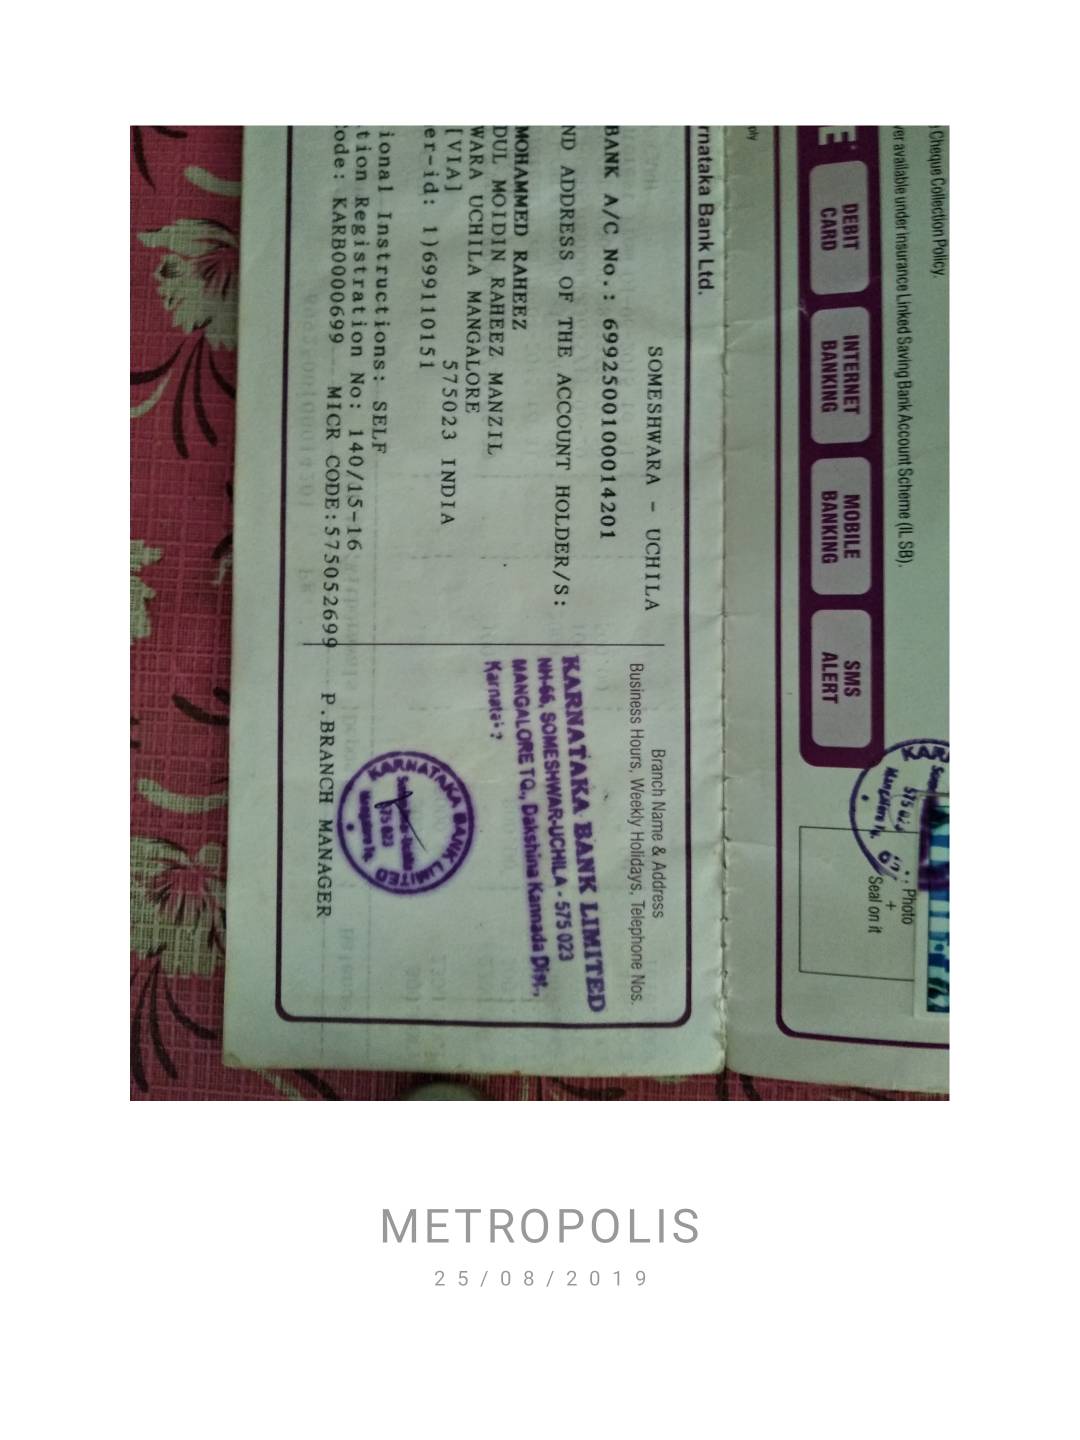 Cheque Collection Policy.
available under insurance Linked Saving Bank Account Scheme (IL SB).
DEBIT CARD
INTERNET BANKING
MOBILE BANKING
SMS ALERT
Photo
+
Seal on it
rnataka Bank Ltd.
SOMESHWARA - UCHILA
BANK A/C No.: 6992500100014201
ND ADDRESS OF THE ACCOUNT HOLDER/S:
MOHAMMED RAHEEZ
DUL MOIDIN RAHEEZ MANZIL
WARA UCHILA MANGALORE
[VIA] 575023 INDIA
er-id: 1)699110151
ional Instructions: SELF
tion Registration No: 140/15-16
ode: KARB0000699 MICR CODE:575052699
P.BRANCH MANAGER
Branch Name & Address
Business Hours, Weekly Holidays, Telephone Nos.
KARNATAKA BANK LIMITED
NH-66, SOMESHWAR-UCHILA - 575 023
MANGALORE TQ., Dakshina Kannada Dist.,
KARNATAKA BANK LIMITED
575 023
METROPOLIS
25/08/2019